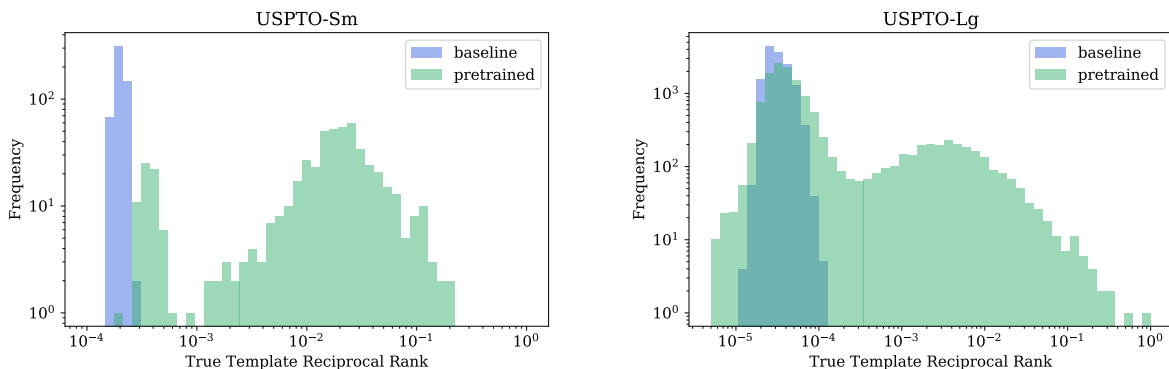 USPTO-Sm
baseline
pretrained
Frequency
10²
10¹
10⁰
10⁻⁴
10⁻³
10⁻²
10⁻¹
10⁰
True Template Reciprocal Rank
USPTO-Lg
baseline
pretrained
Frequency
10³
10²
10¹
10⁰
10⁻⁵
10⁻⁴
10⁻³
10⁻²
10⁻¹
10⁰
True Template Reciprocal Rank